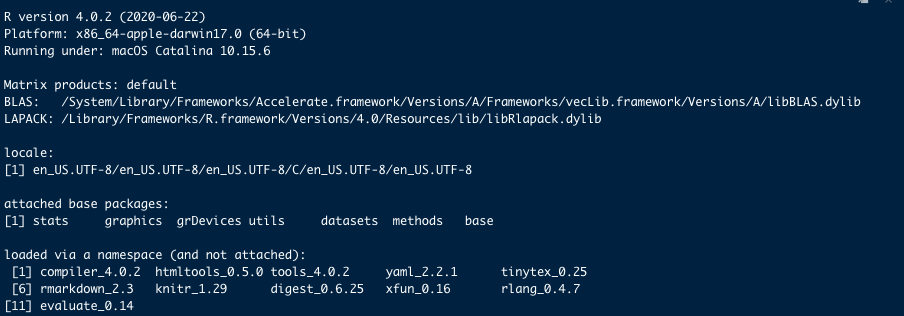 R version 4.0.2 (2020-06-22)
Platform: x86_64-apple-darwin17.0 (64-bit)
Running under: macOS Catalina 10.15.6
Matrix products: default
BLAS:   /System/Library/Frameworks/Accelerate.framework/Versions/A/Frameworks/vecLib.framework/Versions/A/libBLAS.dylib
LAPACK: /Library/Frameworks/R.framework/Versions/4.0/Resources/lib/libRlapack.dylib
locale:
[1] en_US.UTF-8/en_US.UTF-8/en_US.UTF-8/C/en_US.UTF-8/en_US.UTF-8
attached base packages:
[1] stats     graphics  grDevices utils     datasets  methods   base
loaded via a namespace (and not attached):
 [1] compiler_4.0.2  htmltools_0.5.0 tools_4.0.2     yaml_2.2.1      tinytex_0.25
 [6] rmarkdown_2.3   knitr_1.29      digest_0.6.25   xfun_0.16       rlang_0.4.7
[11] evaluate_0.14